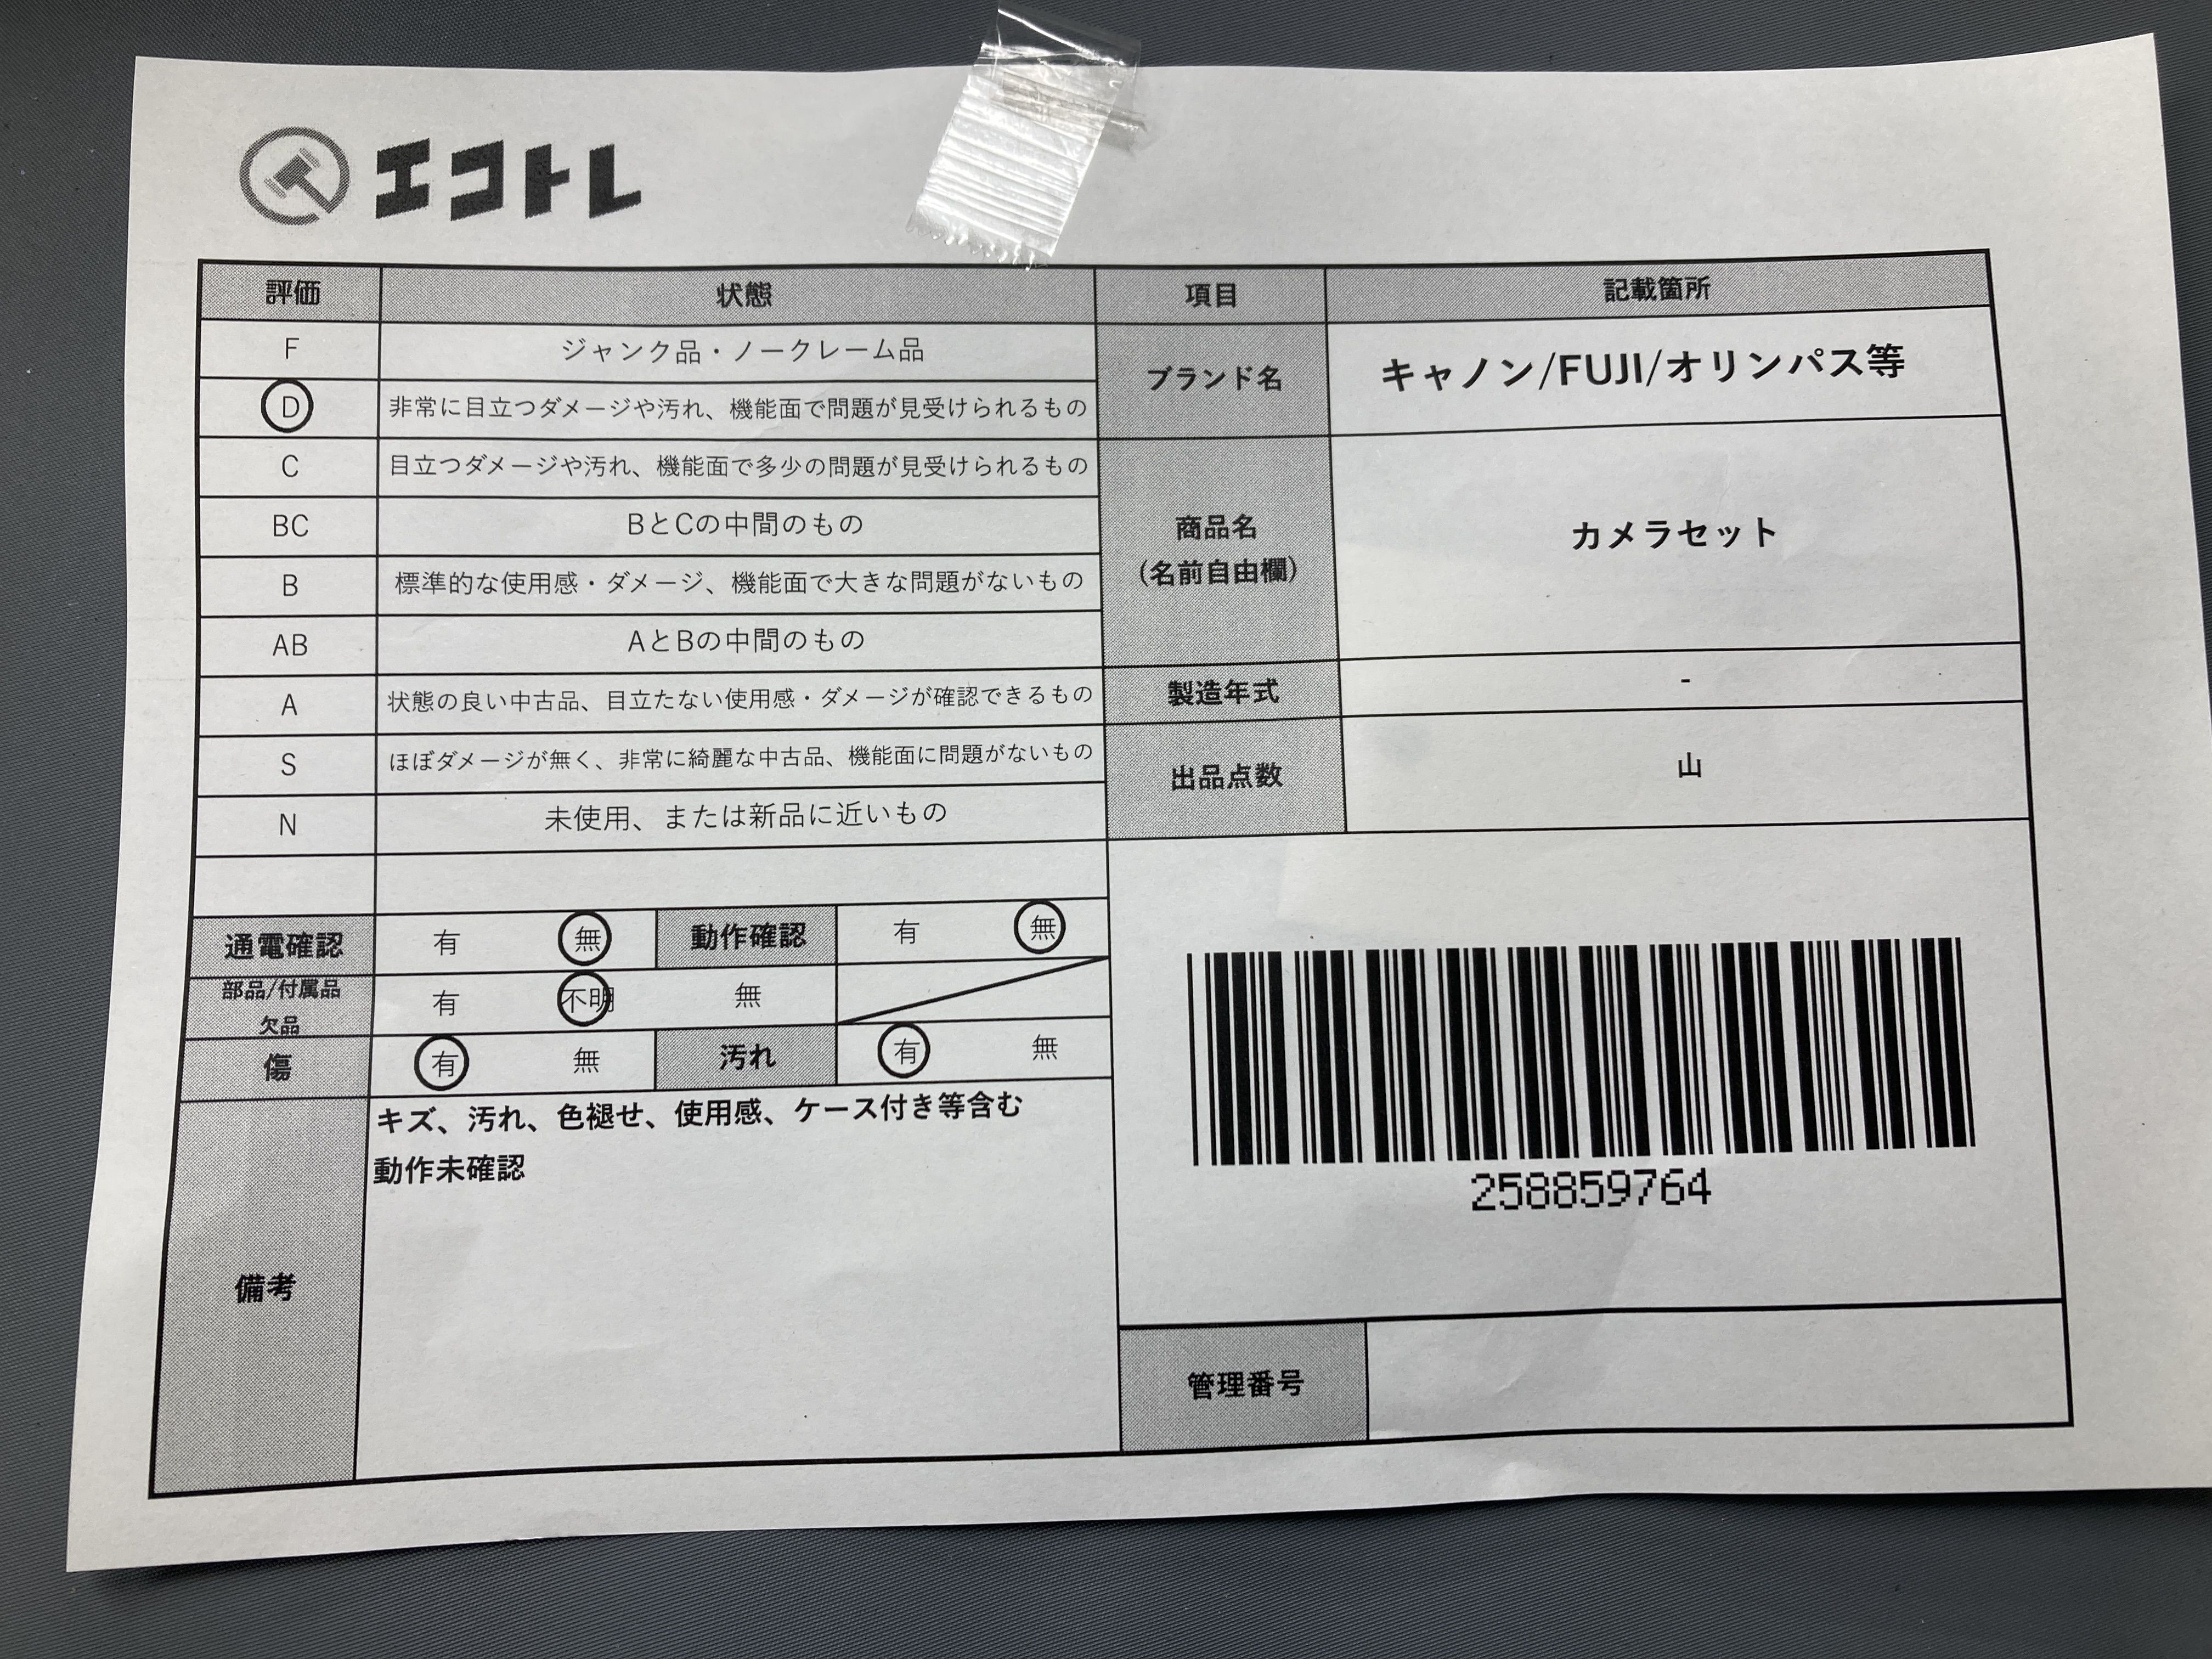 エコトレ
評価 状態 項目 記載箇所
F ジャンク品・ノークレーム品
D 非常に目立つダメージや汚れ、機能面で問題が見受けられるもの
ブランド名 キャノン/FUJI/オリンパス等
C 目立つダメージや汚れ、機能面で多少の問題が見受けられるもの
BC BとCの中間のもの
商品名
(名前自由欄)
カメラセット
B 標準的な使用感・ダメージ、機能面で大きな問題がないもの
AB AとBの中間のもの
A 状態の良い中古品、目立たない使用感・ダメージが確認できるもの
製造年式 -
S ほぼダメージが無く、非常に綺麗な中古品、機能面に問題がないもの
出品点数 山
N 未使用、または新品に近いもの
通電確認 有 無 動作確認 有 無
部品/付属品
欠品
有 不明 無
傷 有 無 汚れ 有 無
備考
キズ、汚れ、色褪せ、使用感、ケース付き等含む
動作未確認
258859764
管理番号